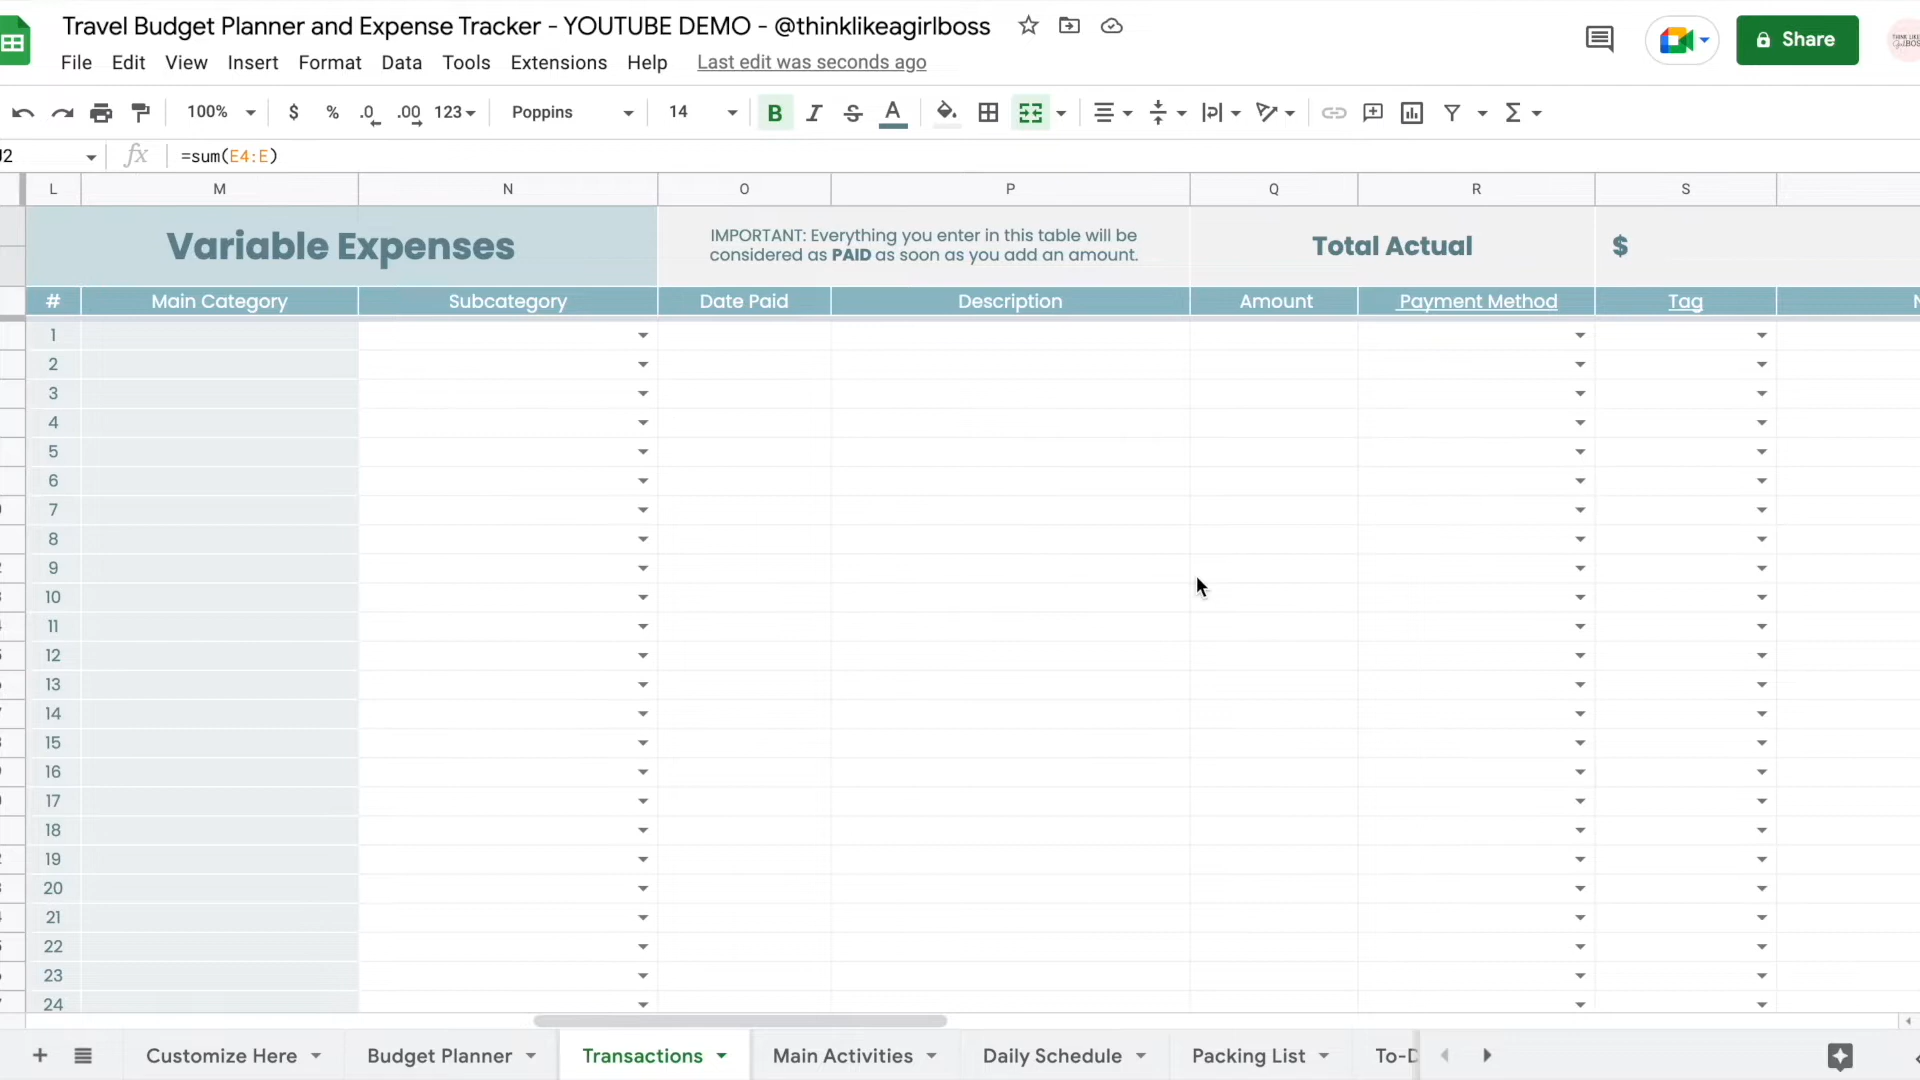 Travel Budget Planner and Expense Tracker - YOUTUBE DEMO - @thinklikeagirlboss
File Edit View Insert Format Data Tools Extensions Help Last edit was seconds ago
Share
100% $ % .0 .00 123 Poppins 14 B I S A
J2 fx =sum(E4:E)
L M N O P Q R S
Variable Expenses
IMPORTANT: Everything you enter in this table will be
considered as PAID as soon as you add an amount.
Total Actual $
# Main Category Subcategory Date Paid Description Amount Payment Method Tag
1
2
3
4
5
6
7
8
9
10
11
12
13
14
15
16
17
18
19
20
21
22
23
24
Customize Here Budget Planner Transactions Main Activities Daily Schedule Packing List To-D